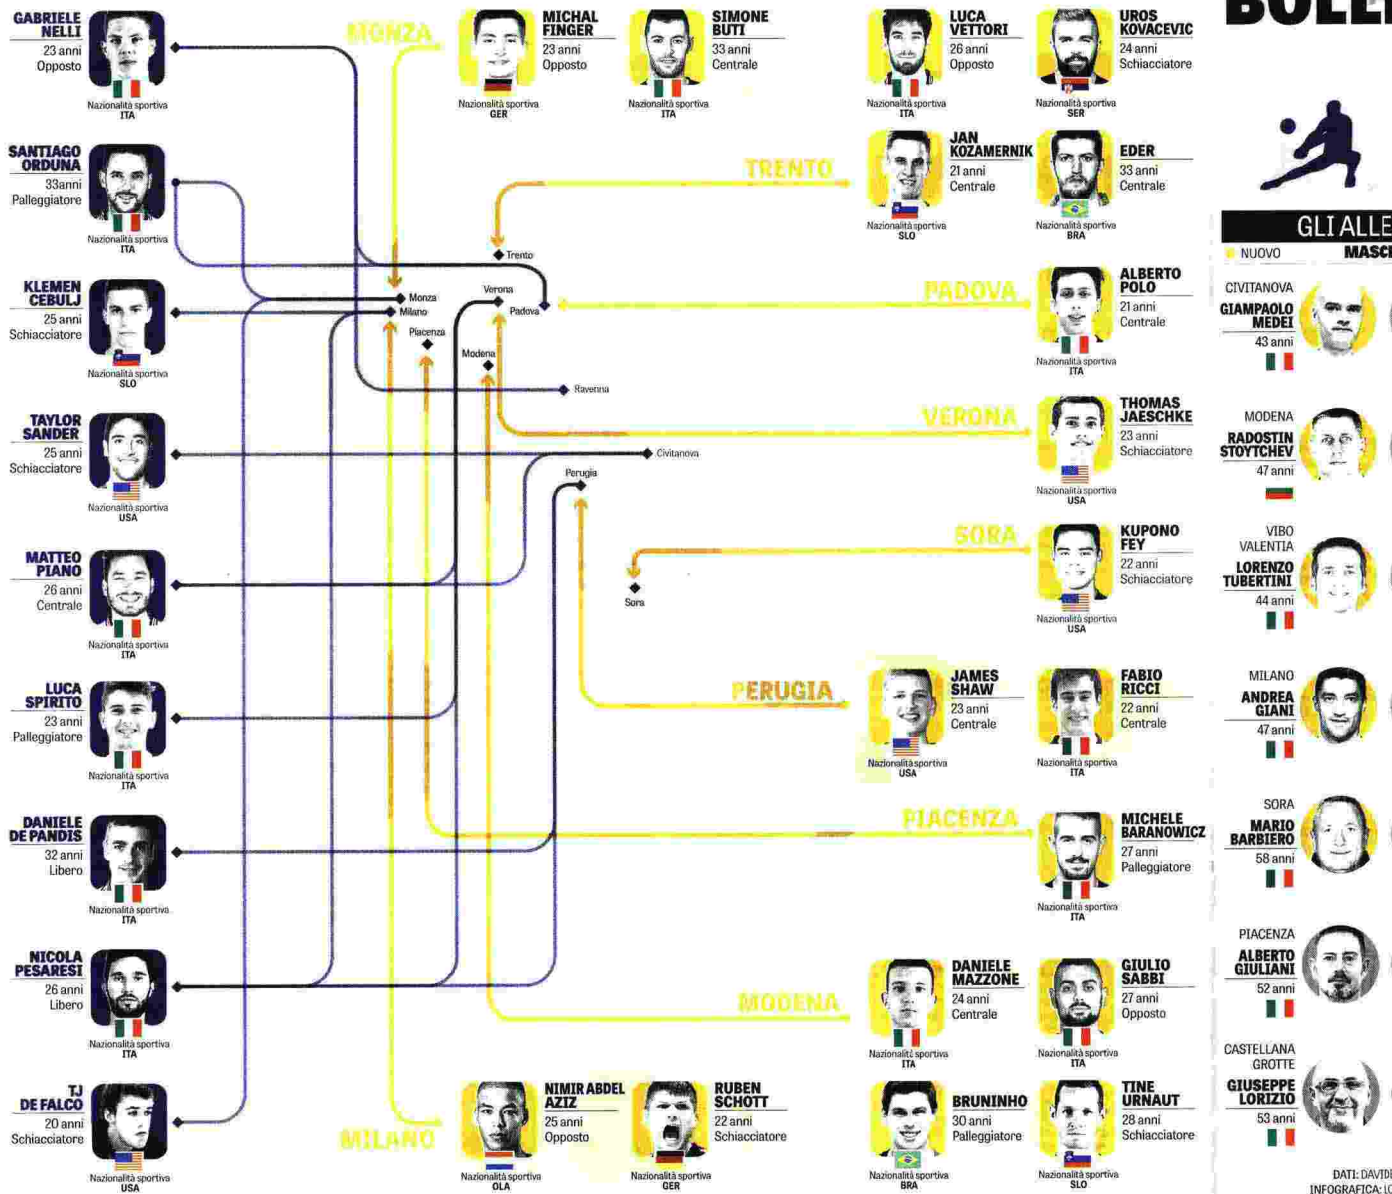 GABRIELE
NELLI
23 anni
Opposto
Nazionalità sportiva
ITA
SANTIAGO
ORDUNA
33anni
Palleggiatore
Nazionalità sportiva
ITA
KLEMEN
CEBULJ
25 anni
Schiacciatore
Nazionalità sportiva
SLO
TAYLOR
SANDER
25 anni
Schiacciatore
Nazionalità sportiva
USA
MATTEO
PIANO
26 anni
Centrale
Nazionalità sportiva
ITA
LUCA
SPIRITO
23 anni
Palleggiatore
Nazionalità sportiva
ITA
DANIELE
DE PANDIS
32 anni
Libero
Nazionalità sportiva
ITA
NICOLA
PESARESI
26 anni
Libero
Nazionalità sportiva
ITA
TJ
DE FALCO
20 anni
Schiacciatore
Nazionalità sportiva
USA
MONZA
MICHAL
FINGER
23 anni
Opposto
Nazionalità sportiva
GER
SIMONE
BUTI
33 anni
Centrale
Nazionalità sportiva
ITA
LUCA
VETTORI
26 anni
Opposto
Nazionalità sportiva
ITA
UROS
KOVACEVIC
24 anni
Schiacciatore
Nazionalità sportiva
SER
TRENTO
JAN
KOZAMERNIK
21 anni
Centrale
Nazionalità sportiva
SLO
EDER
33 anni
Centrale
Nazionalità sportiva
BRA
Trento
Monza
Verona
Milano
Padova
Piacenza
Modena
Ravenna
Civitanova
Perugia
Sora
PADOVA
ALBERTO
POLO
21 anni
Centrale
Nazionalità sportiva
ITA
VERONA
THOMAS
JAESCHKE
23 anni
Schiacciatore
Nazionalità sportiva
USA
SORA
KUPONO
FEY
22 anni
Schiacciatore
Nazionalità sportiva
USA
PERUGIA
JAMES
SHAW
23 anni
Centrale
Nazionalità sportiva
USA
FABIO
RICCI
22 anni
Centrale
Nazionalità sportiva
ITA
PIACENZA
MICHELE
BARANOWICZ
27 anni
Palleggiatore
Nazionalità sportiva
ITA
MODENA
DANIELE
MAZZONE
24 anni
Centrale
Nazionalità sportiva
ITA
GIULIO
SABBI
27 anni
Opposto
Nazionalità sportiva
ITA
BRUNINHO
30 anni
Palleggiatore
Nazionalità sportiva
BRA
TINE
URNAUT
28 anni
Schiacciatore
Nazionalità sportiva
SLO
MILANO
NIMIR ABDEL
AZIZ
25 anni
Opposto
Nazionalità sportiva
OLA
RUBEN
SCHOTT
22 anni
Schiacciatore
Nazionalità sportiva
GER
GLI ALLE
NUOVO
CIVITANOVA
GIAMPAOLO
MEDEI
43 anni
MODENA
RADOSTIN
STOYTCHEV
47 anni
VIBO
VALENTIA
LORENZO
TUBERTINI
44 anni
MILANO
ANDREA
GIANI
47 anni
SORA
MARIO
BARBIERO
58 anni
PIACENZA
ALBERTO
GIULIANI
52 anni
CASTELLANA
GROTTE
GIUSEPPE
LORIZIO
53 anni
DATI: DAVID
INFOGRAFICA: